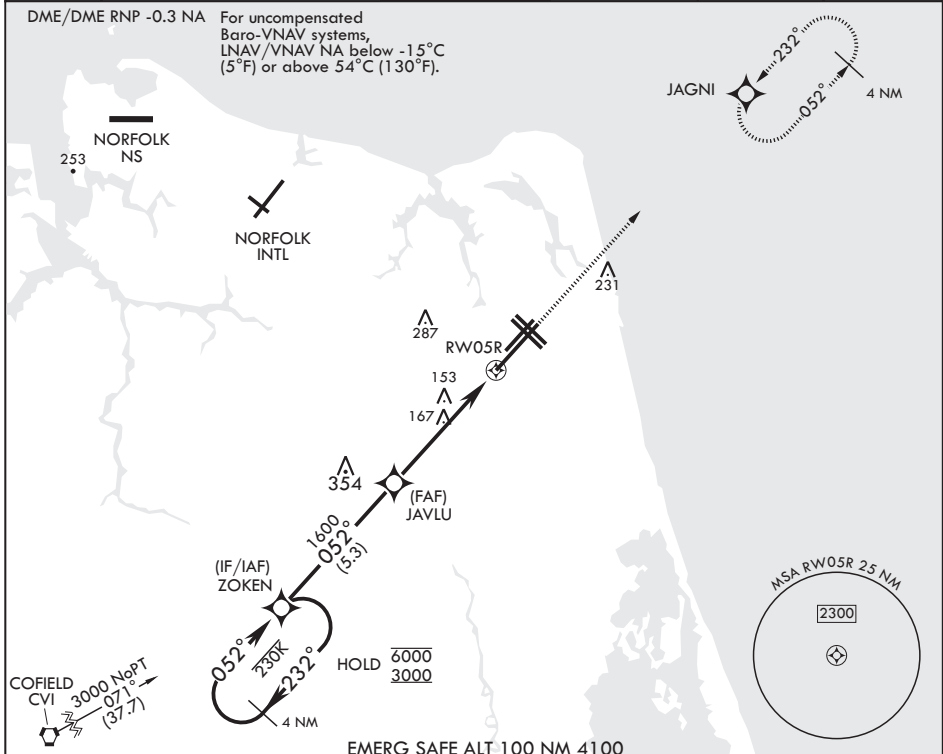 DME/DME RNP -0.3 NA
For uncompensated
Baro-VNAV systems,
LNAV/VNAV NA below -15°C
(5°F) or above 54°C (130°F).
232°
JAGNI
052°
4 NM
NORFOLK
NS
253
NORFOLK
INTL
231
287
RW05R
153
167
354
(FAF)
JAVLU
1600
052°
(5.3)
(IF/IAF)
ZOKEN
MSA RW05R 25 NM
2300
052°
230K
232°
HOLD
6000
3000
4 NM
COFIELD
CVI
3000 NoPT
071°
(37.7)
EMERG SAFE ALT 100 NM 4100